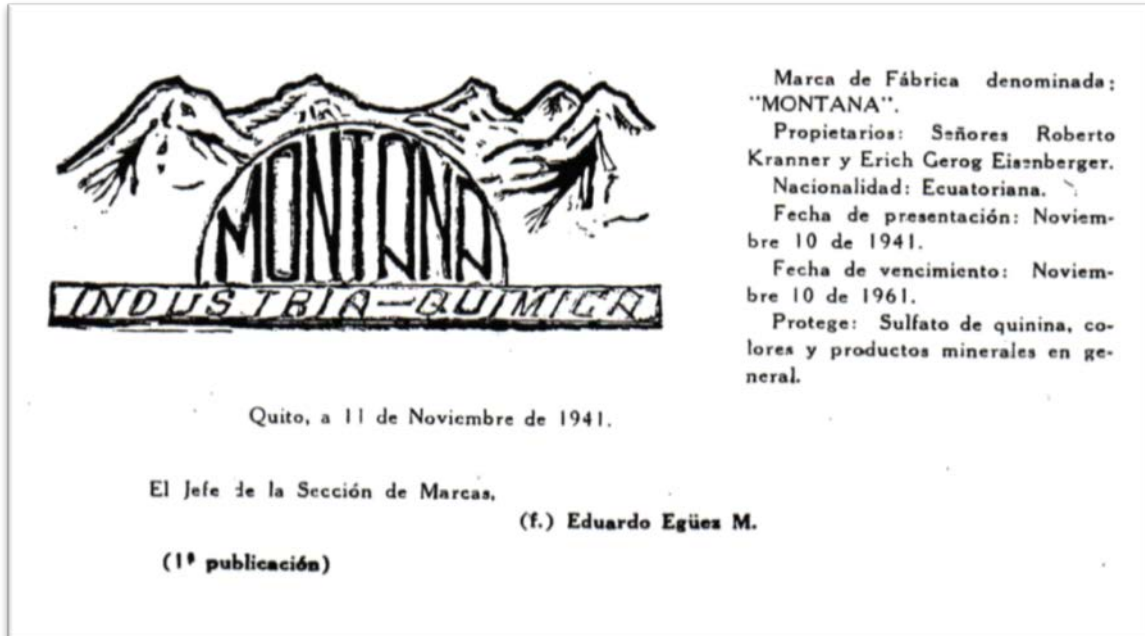 MONTANA
INDUSTRIA-QUIMICA
Marca de Fábrica denominada:
"MONTANA".
Propietarios: Señores Roberto
Kranner y Erich Gerog Eisenberger.
Nacionalidad: Ecuatoriana.
Fecha de presentación: Noviem-
bre 10 de 1941.
Fecha de vencimiento: Noviem-
bre 10 de 1961.
Protege: Sulfato de quinina, co-
lores y productos minerales en ge-
neral.
Quito, a 11 de Noviembre de 1941.
El Jefe de la Sección de Marcas,
(f.) Eduardo Egüez M.
(1ª publicación)